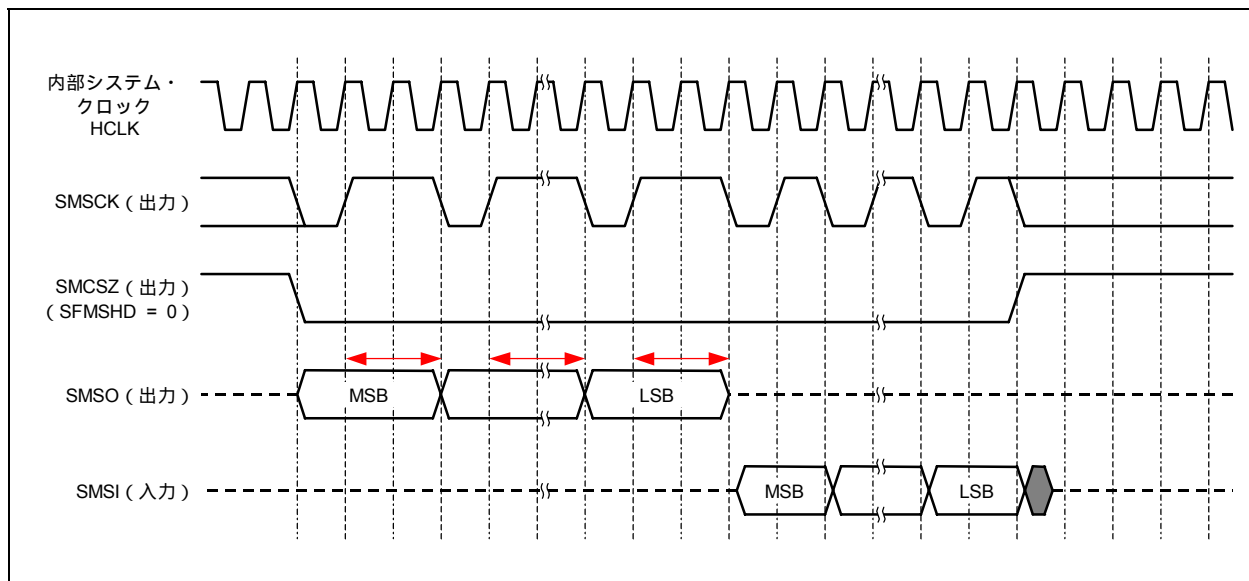 内部システム・
クロック
HCLK
SMSCK（出力）
SMCSZ（出力）
（SFMSHD = 0）
SMSO（出力）
MSB
LSB
SMSI（入力）
MSB
LSB